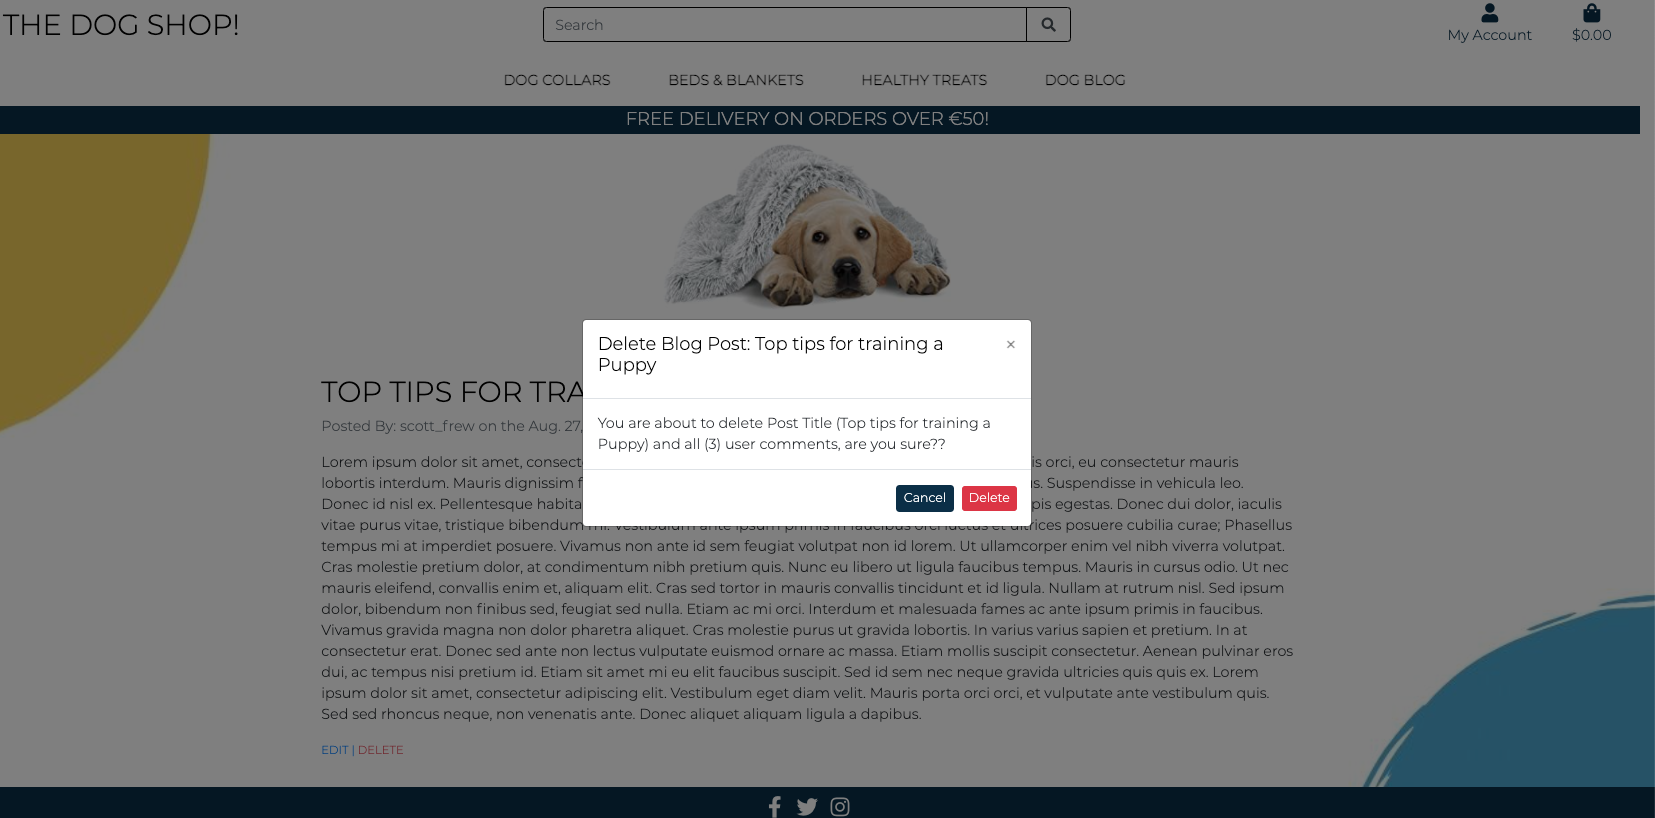 THE DOG SHOP!
Search
My Account
$0.00
DOG COLLARS
BEDS & BLANKETS
HEALTHY TREATS
DOG BLOG
FREE DELIVERY ON ORDERS OVER €50!
Delete Blog Post: Top tips for training a
Puppy
×
You are about to delete Post Title (Top tips for training a
Puppy) and all (3) user comments, are you sure??
Cancel
Delete
TOP TIPS FOR TRA
Posted By: scott_frew on the Aug. 27,
Lorem ipsum dolor sit amet, consect is orci, eu consectetur mauris
lobortis interdum. Mauris dignissim f s. Suspendisse in vehicula leo.
Donec id nisl ex. Pellentesque habita pis egestas. Donec dui dolor, iaculis
vitae purus vitae, tristique bibendum mi. Vestibulum ante ipsum primis in faucibus orci luctus et ultrices posuere cubilia curae; Phasellus
tempus mi at imperdiet posuere. Vivamus non ante id sem feugiat volutpat non id lorem. Ut ullamcorper enim vel nibh viverra volutpat.
Cras molestie pretium dolor, at condimentum nibh pretium quis. Nunc eu libero ut ligula faucibus tempus. Mauris in cursus odio. Ut nec
mauris eleifend, convallis enim et, aliquam elit. Cras sed tortor in mauris convallis tincidunt et id ligula. Nullam at rutrum nisl. Sed ipsum
dolor, bibendum non finibus sed, feugiat sed nulla. Etiam ac mi orci. Interdum et malesuada fames ac ante ipsum primis in faucibus.
Vivamus gravida magna non dolor pharetra aliquet. Cras molestie purus ut gravida lobortis. In varius varius sapien et pretium. In at
consectetur erat. Donec sed ante non lectus vulputate euismod ornare ac massa. Etiam mollis suscipit consectetur. Aenean pulvinar eros
dui, ac tempus nisi pretium id. Etiam sit amet mi eu elit faucibus suscipit. Sed id sem nec neque gravida ultricies quis quis ex. Lorem
ipsum dolor sit amet, consectetur adipiscing elit. Vestibulum eget diam velit. Mauris porta orci orci, et vulputate ante vestibulum quis.
Sed sed rhoncus neque, non venenatis ante. Donec aliquet aliquam ligula a dapibus.
EDIT | DELETE